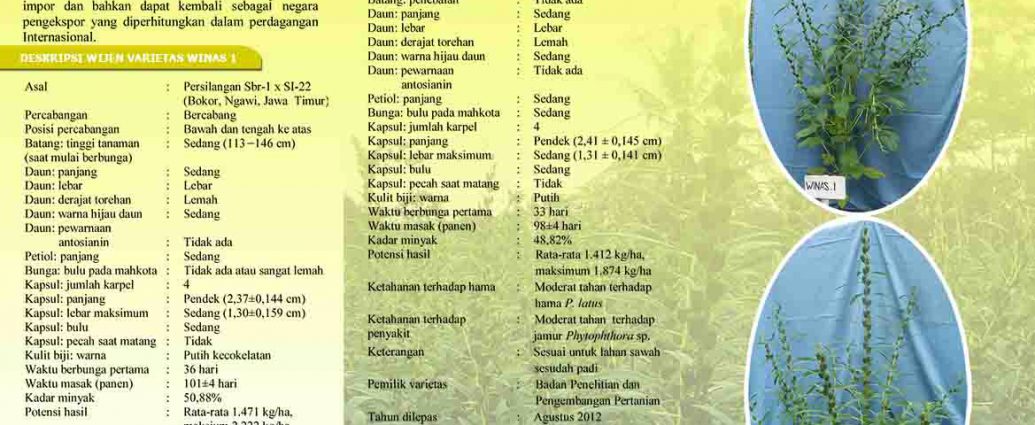 impor dan bahkan dapat kembali sebagai negara
pengekspor yang diperhitungkan dalam perdagangan
Internasional.
DESKRIPSI WIJEN VARIETAS WINAS 1
Asal : Persilangan Sbr-1 x SI-22
(Bokor, Ngawi, Jawa Timur)
Percabangan : Bercabang
Posisi percabangan : Bawah dan tengah ke atas
Batang: tinggi tanaman : Sedang (113–146 cm)
(saat mulai berbunga)
Daun: panjang : Sedang
Daun: lebar : Lebar
Daun: derajat torehan : Lemah
Daun: warna hijau daun : Sedang
Daun: pewarnaan
antosianin : Tidak ada
Petiol: panjang : Sedang
Bunga: bulu pada mahkota : Tidak ada atau sangat lemah
Kapsul: jumlah karpel : 4
Kapsul: panjang : Pendek (2,37±0,144 cm)
Kapsul: lebar maksimum : Sedang (1,30±0,159 cm)
Kapsul: bulu : Sedang
Kapsul: pecah saat matang : Tidak
Kulit biji: warna : Putih kecokelatan
Waktu berbunga pertama : 36 hari
Waktu masak (panen) : 101±4 hari
Kadar minyak : 50,88%
Potensi hasil : Rata-rata 1.471 kg/ha,
Batang: penebalan : Tidak ada
Daun: panjang : Sedang
Daun: lebar : Lebar
Daun: derajat torehan : Lemah
Daun: warna hijau daun : Sedang
Daun: pewarnaan : Tidak ada
antosianin
Petiol: panjang : Sedang
Bunga: bulu pada mahkota : Sedang
Kapsul: jumlah karpel : 4
Kapsul: panjang : Pendek (2,41 ± 0,145 cm)
Kapsul: lebar maksimum : Sedang (1,31 ± 0,141 cm)
Kapsul: bulu : Sedang
Kapsul: pecah saat matang : Tidak
Kulit biji: warna : Putih
Waktu berbunga pertama : 33 hari
Waktu masak (panen) : 98±4 hari
Kadar minyak : 48,82%
Potensi hasil : Rata-rata 1.412 kg/ha,
maksimum 1.874 kg/ha
Ketahanan terhadap hama : Moderat tahan terhadap
hama P. latus
Ketahanan terhadap : Moderat tahan terhadap
penyakit jamur Phytophthora sp.
Keterangan : Sesuai untuk lahan sawah
sesudah padi
Pemilik varietas : Badan Penelitian dan
Pengembangan Pertanian
Tahun dilepas : Agustus 2012
WINAS 1